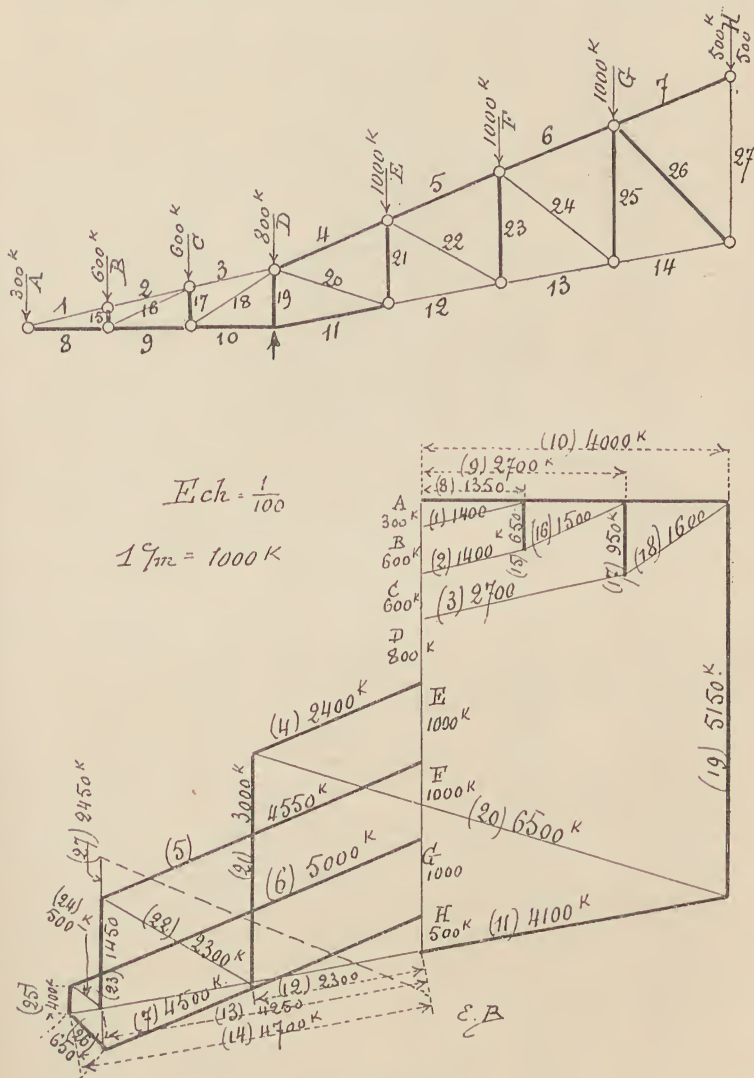 300 K
A
600 K
B
600 K
C
800 K
D
1000 K
E
1000 K
F
1000 K
G
500 K
H
500
1
2
3
4
5
6
7
8
9
10
11
12
13
14
15
16
17
18
19
20
21
22
23
24
25
26
27
Ech = 1/100
1 c/m = 1000 K
(10) 4000 K
(9) 2700 K
(8) 1350
A
300 K
B
600 K
C
600 K
D
800 K
E
1000 K
F
1000 K
G
1000
H
500 K
(1) 1400
(2) 1400 K
(3) 2700
(15) 650
(16) 1500
(17) 950 K
(18) 1600
(19) 5150 K
(4) 2400 K
(21) 3000 K
(5) 4550 K
(6) 5000 K
(20) 6500 K
(11) 4100 K
(27) 2450 K
(24) 500 K
(23) 1450
(22) 2300 K
(25) 400 K
(26) 650 K
(7) 4500 K
(12) 2300
(13) 4250
(14) 4700 K
E. B